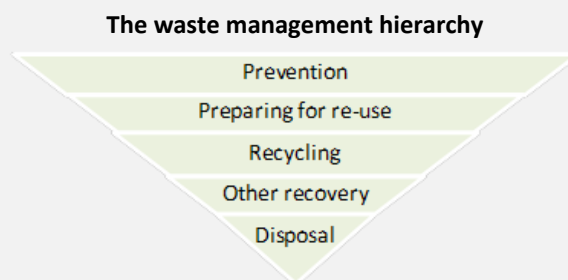 The waste management hierarchy
Prevention
Preparing for re-use
Recycling
Other recovery
Disposal